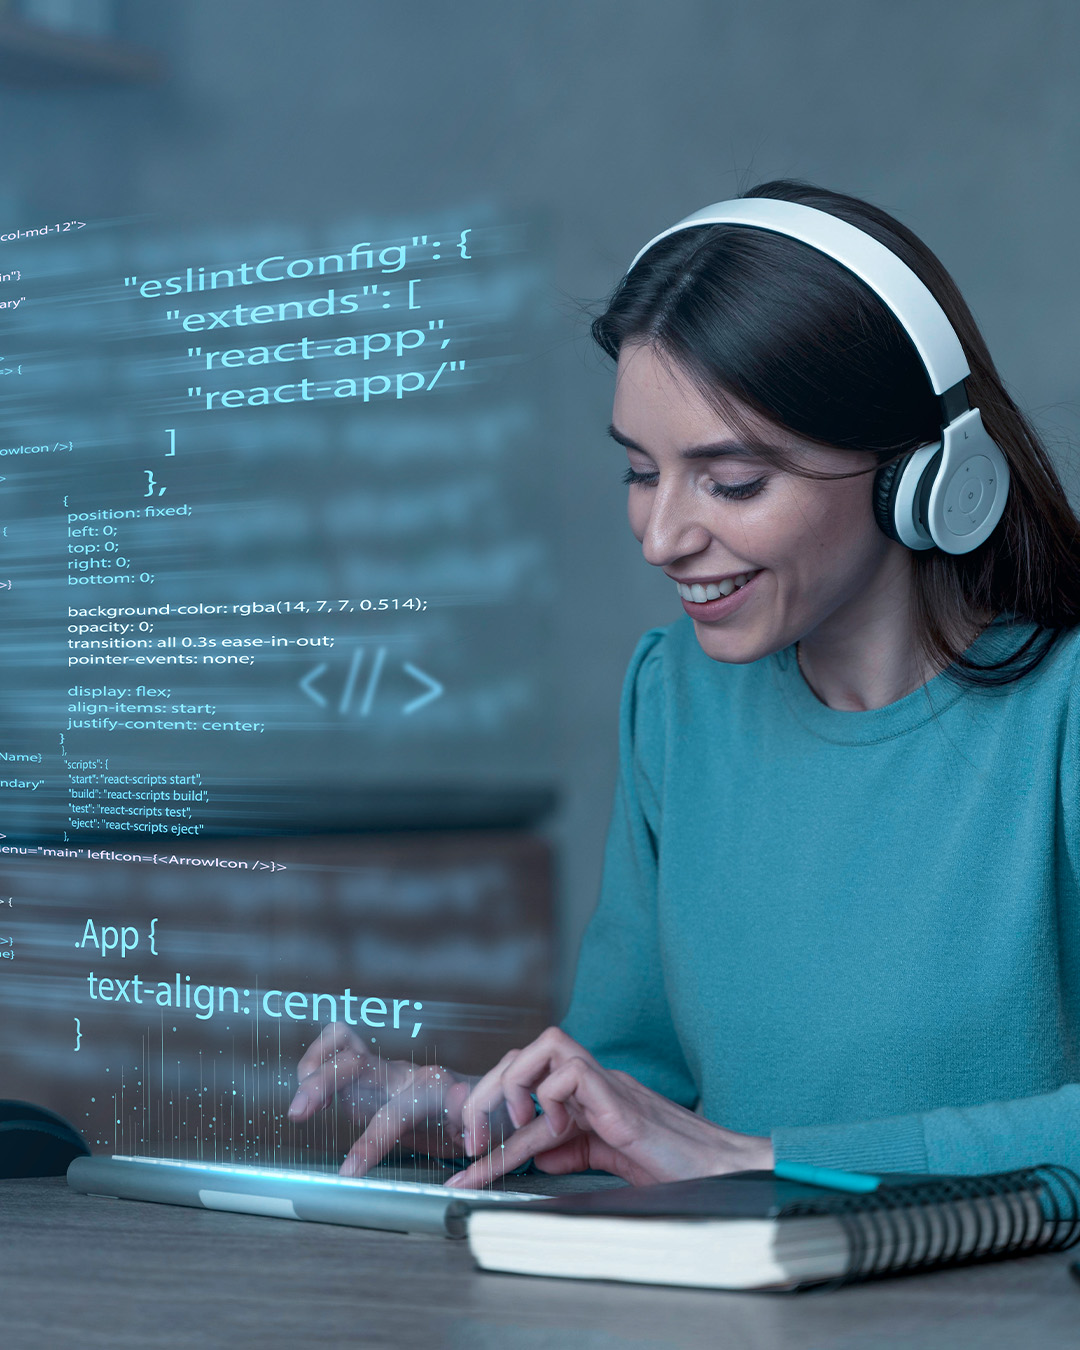 col-md-12">
in"}
ary"
>
=> {
owIcon />}
>
{
>}
"eslintConfig": {
"extends": [
"react-app",
"react-app/"
]
},
{
position: fixed;
left: 0;
top: 0;
right: 0;
bottom: 0;
background-color: rgba(14, 7, 7, 0.514);
opacity: 0;
transition: all 0.3s ease-in-out;
pointer-events: none;
<//>
display: flex;
align-items: start;
justify-content: center;
}
],
Name}
ndary"
"scripts": {
"start": "react-scripts start",
"build": "react-scripts build",
"test": "react-scripts test",
"eject": "react-scripts eject"
},
>
enu="main" leftIcon={<ArrowIcon />}>
> {
>}
e}
.App {
text-align: center;
}
L